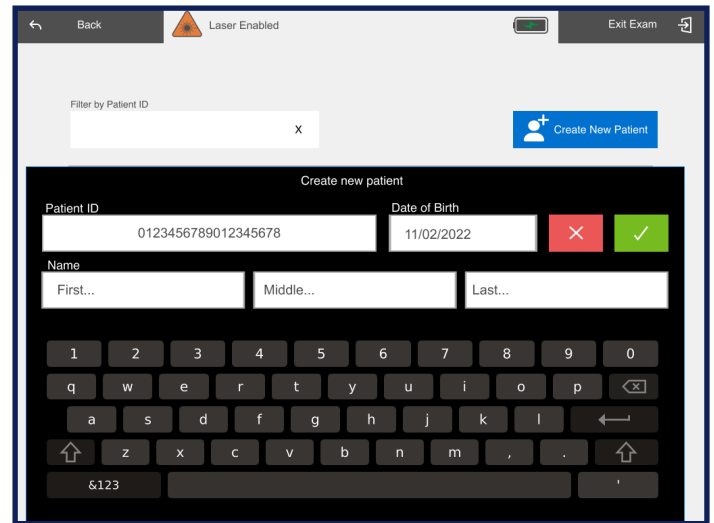 Back Laser Enabled Exit Exam
Filter by Patient ID
x
Create New Patient
Create new patient
Patient ID Date of Birth
0123456789012345678 11/02/2022
Name
First... Middle... Last...
1 2 3 4 5 6 7 8 9 0
q w e r t y u i o p
a s d f g h j k l
z x c v b n m , .
&123 '